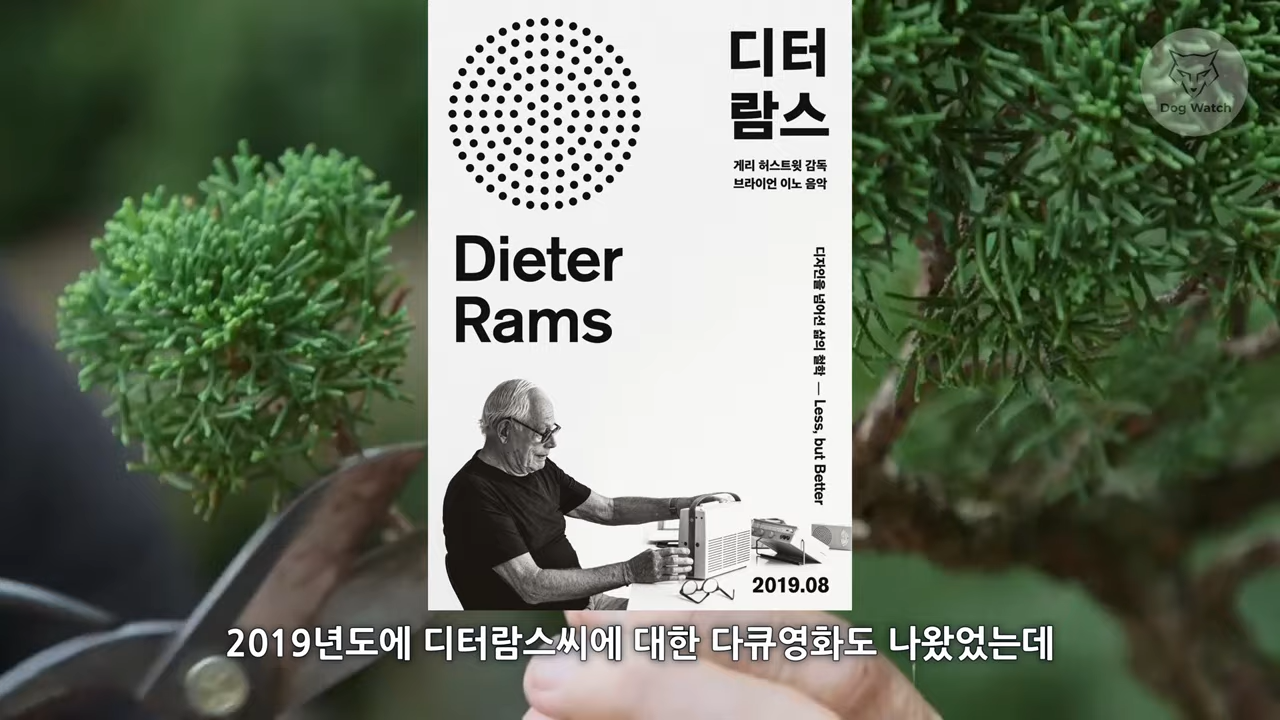 디터
람스
게리 허스트윗 감독
브라이언 이노 음악
Dog Watch
Dieter
Rams
디자인을 넘어선 삶의 철학 — Less, but Better
2019.08
2019년도에 디터람스씨에 대한 다큐영화도 나왔었는데